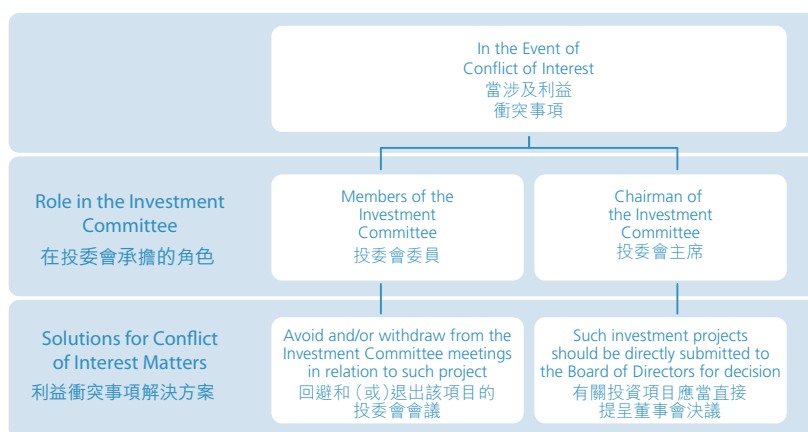 In the Event of
Conflict of Interest
當涉及利益
衝突事項
Role in the Investment
Committee
在投委會承擔的角色
Members of the
Investment
Committee
投委會委員
Chairman of
the Investment
Committee
投委會主席
Solutions for Conflict
of Interest Matters
利益衝突事項解決方案
Avoid and/or withdraw from the
Investment Committee meetings
in relation to such project
回避和（或）退出該項目的
投委會會議
Such investment projects
should be directly submitted to
the Board of Directors for decision
有關投資項目應當直接
提呈董事會決議